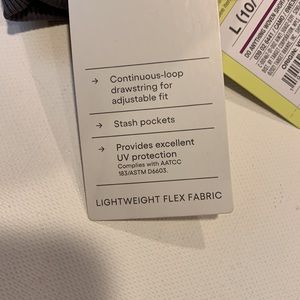 → Continuous-loop
drawstring for
adjustable fit
→ Stash pockets
→ Provides excellent
UV protection
Complies with AATCC
183/ASTM D6603.
LIGHTWEIGHT FLEX FABRIC
L (10/